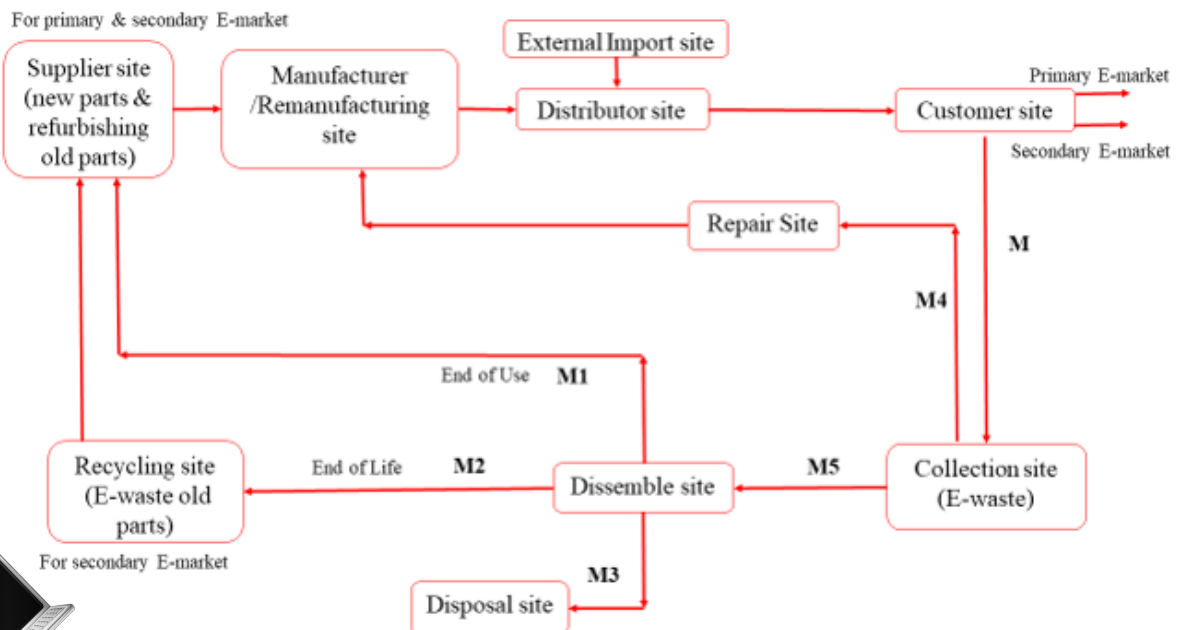 For primary & secondary E-market
Supplier site
(new parts &
refurbishing
old parts)
Manufacturer
/Remanufacturing
site
External Import site
Distributor site
Customer site
Primary E-market
Secondary E-market
Repair Site
M
M4
End of Use M1
Recycling site
(E-waste old
parts)
End of Life M2
Dissemble site
M5
Collection site
(E-waste)
For secondary E-market
M3
Disposal site